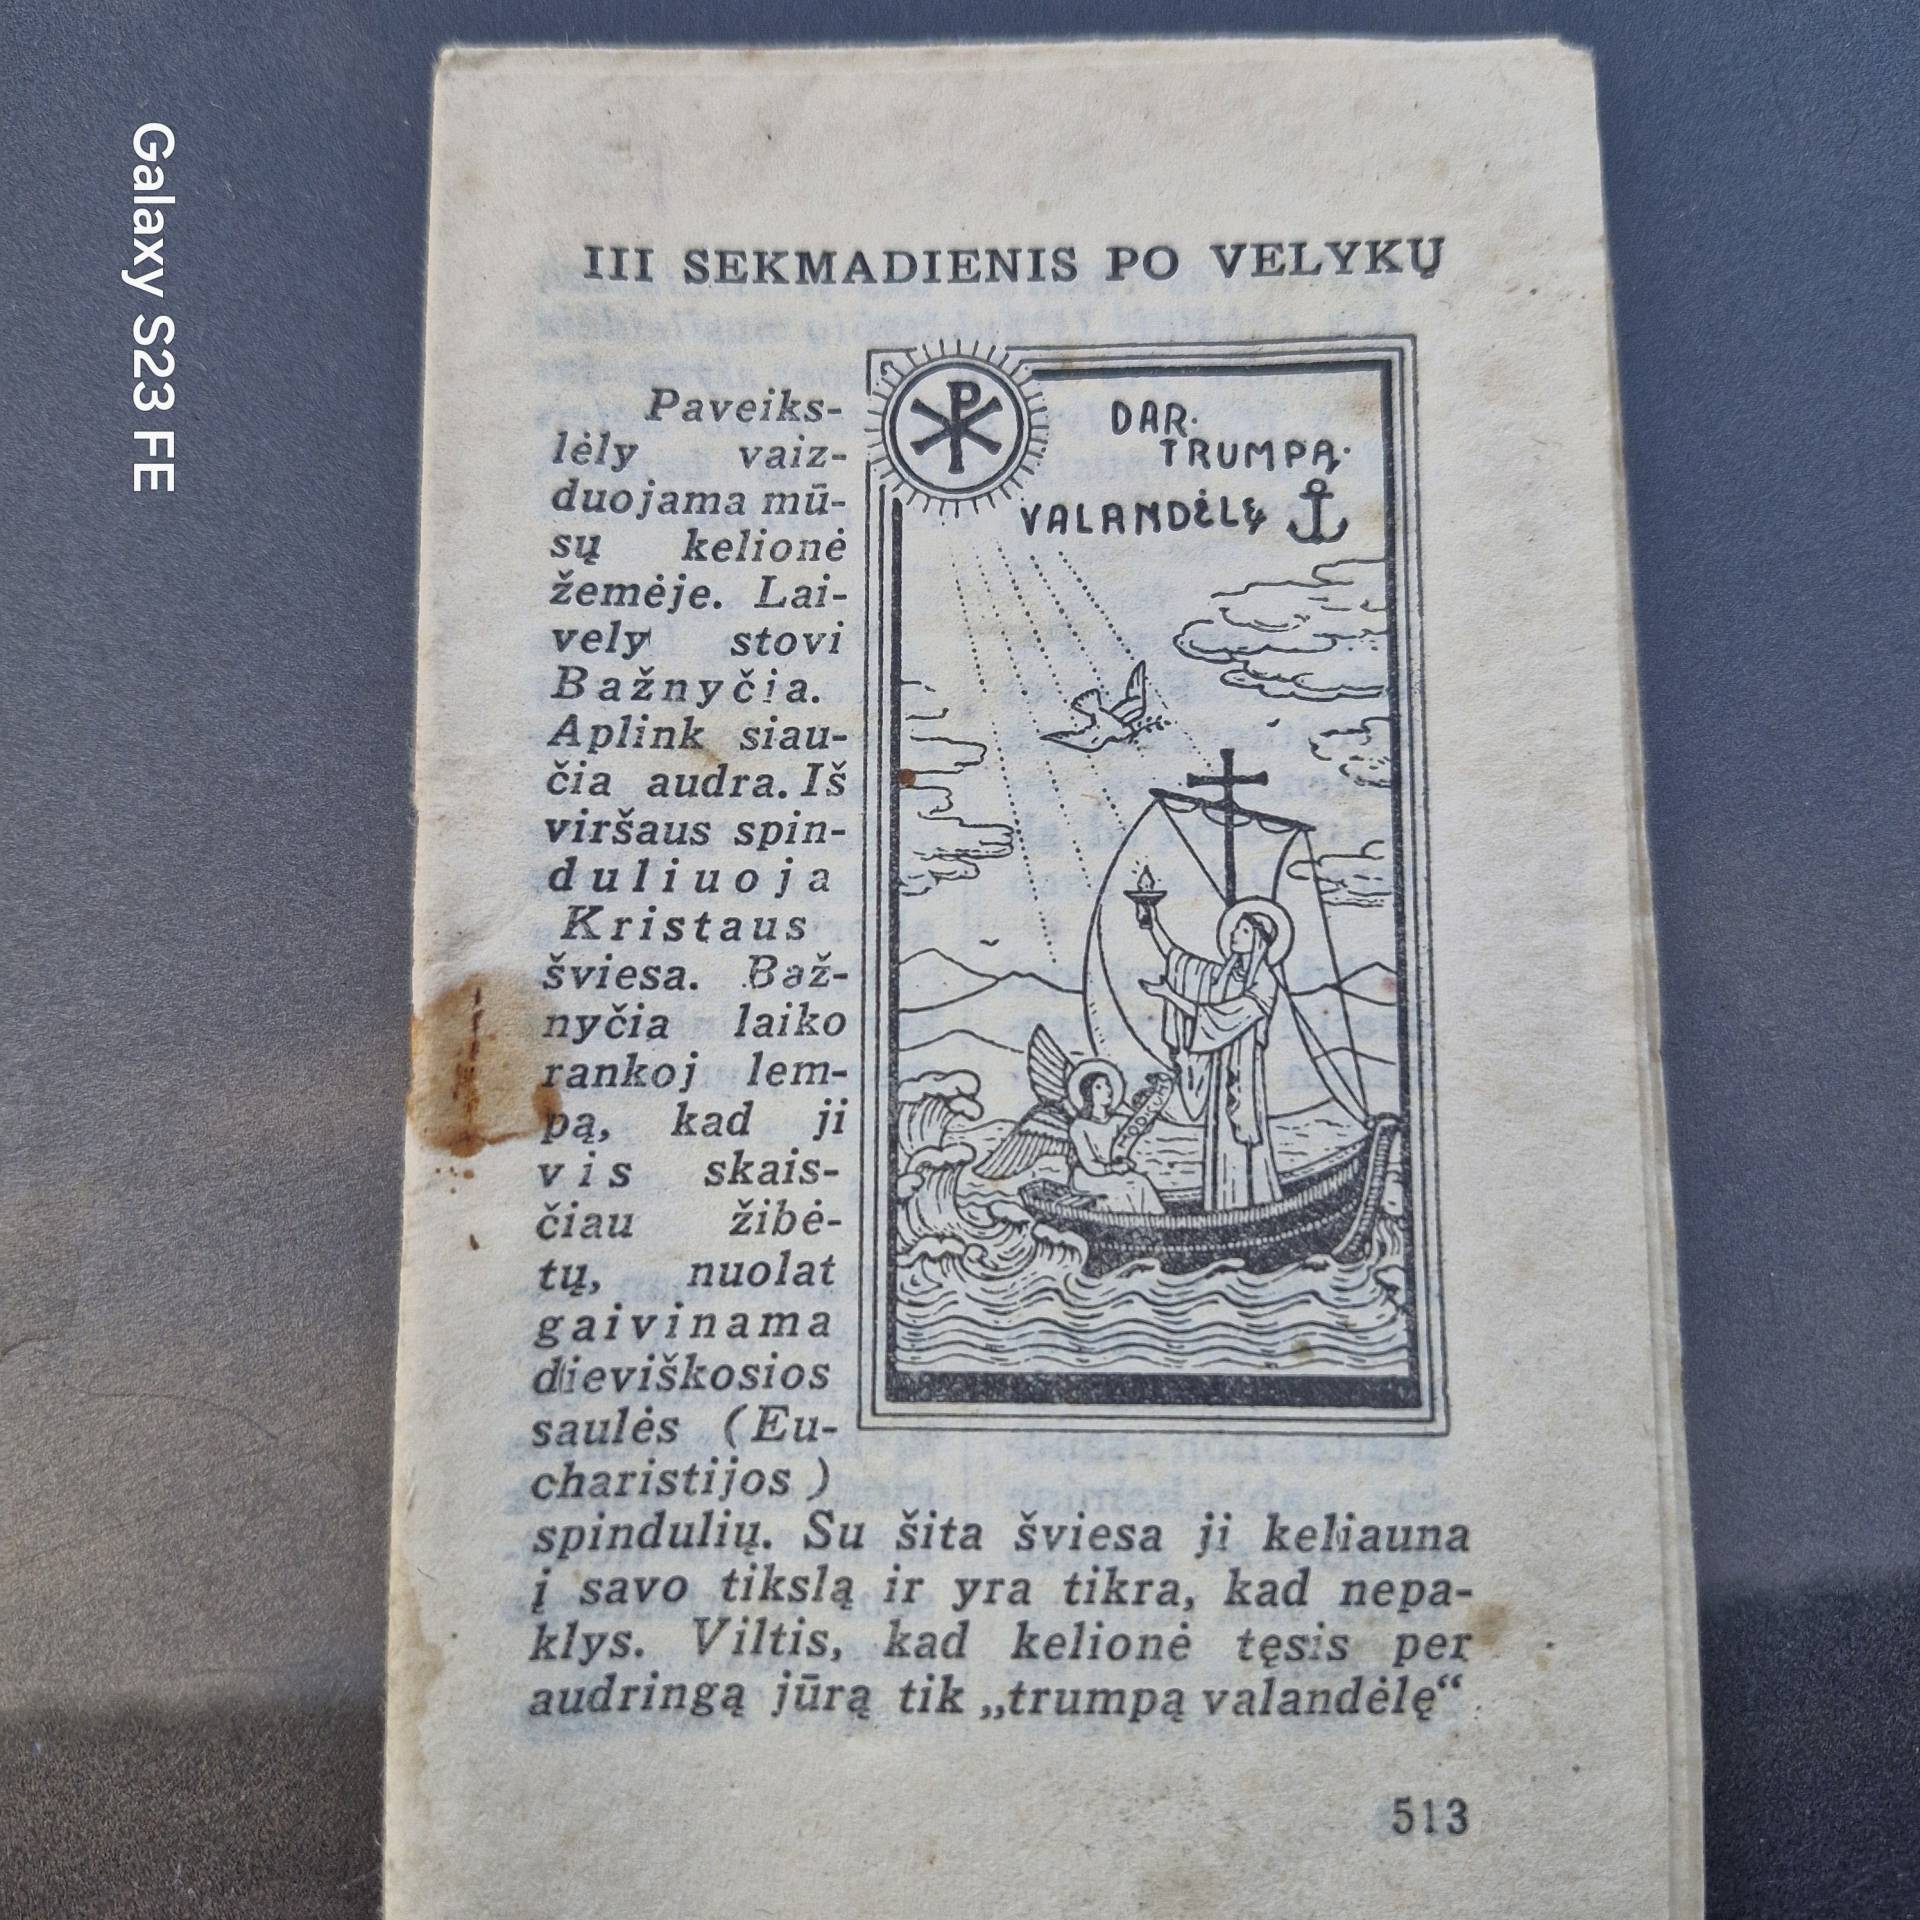 Galaxy S23 FE
III SEKMADIENIS PO VELYKŲ
Paveiks-
lėly vaiz-
duojama mū-
sų kelionė
žemėje. Lai-
vely stovi
Bažnyčia.
Aplink siau-
čia audra. Iš
viršaus spin-
duliuoja
Kristaus
šviesa. Baž-
nyčia laiko
rankoj lem-
pą, kad ji
vis skais-
čiau žibė-
tų, nuolat
gaivinama
dieviškosios
saulės (Eu-
charistijos)
spindulių. Su šita šviesa ji keliauna
į savo tikslą ir yra tikra, kad nepa-
klys. Viltis, kad kelionė tęsis per
audringą jūrą tik „trumpą valandėlę“
DAR·
TRUMPĄ·
VALANDĖLĘ
MODICUM
513